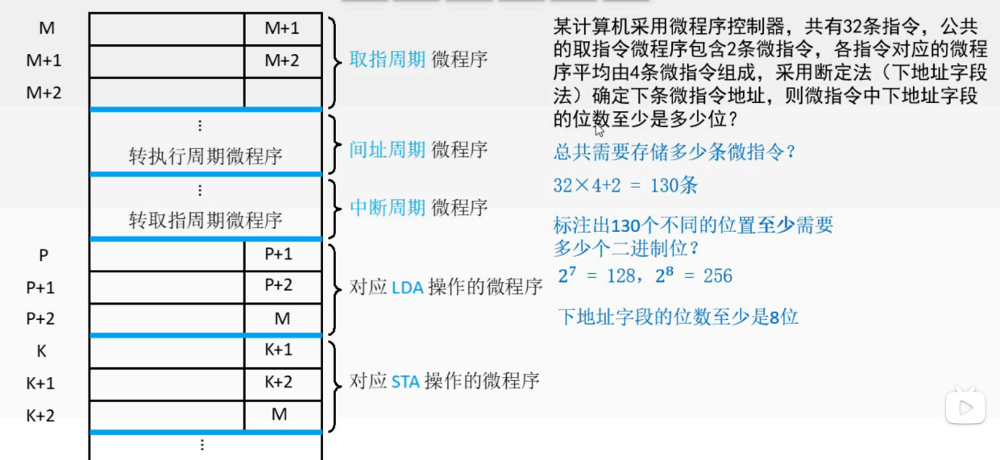 M
M+1
M+1
M+2
M+2
取指周期 微程序
⋮
转执行周期微程序
间址周期 微程序
⋮
转取指周期微程序
中断周期 微程序
P
P+1
P+1
P+2
P+2
M
对应 LDA 操作的微程序
K
K+1
K+1
K+2
K+2
M
对应 STA 操作的微程序
⋮
某计算机采用微程序控制器，共有32条指令，公共
的取指令微程序包含2条微指令，各指令对应的微程
序平均由4条微指令组成，采用断定法（下地址字段
法）确定下条微指令地址，则微指令中下地址字段
的位数至少是多少位？
总共需要存储多少条微指令？
32×4+2 = 130条
标注出130个不同的位置至少需要
多少个二进制位？
2⁷ = 128，2⁸ = 256
下地址字段的位数至少是8位